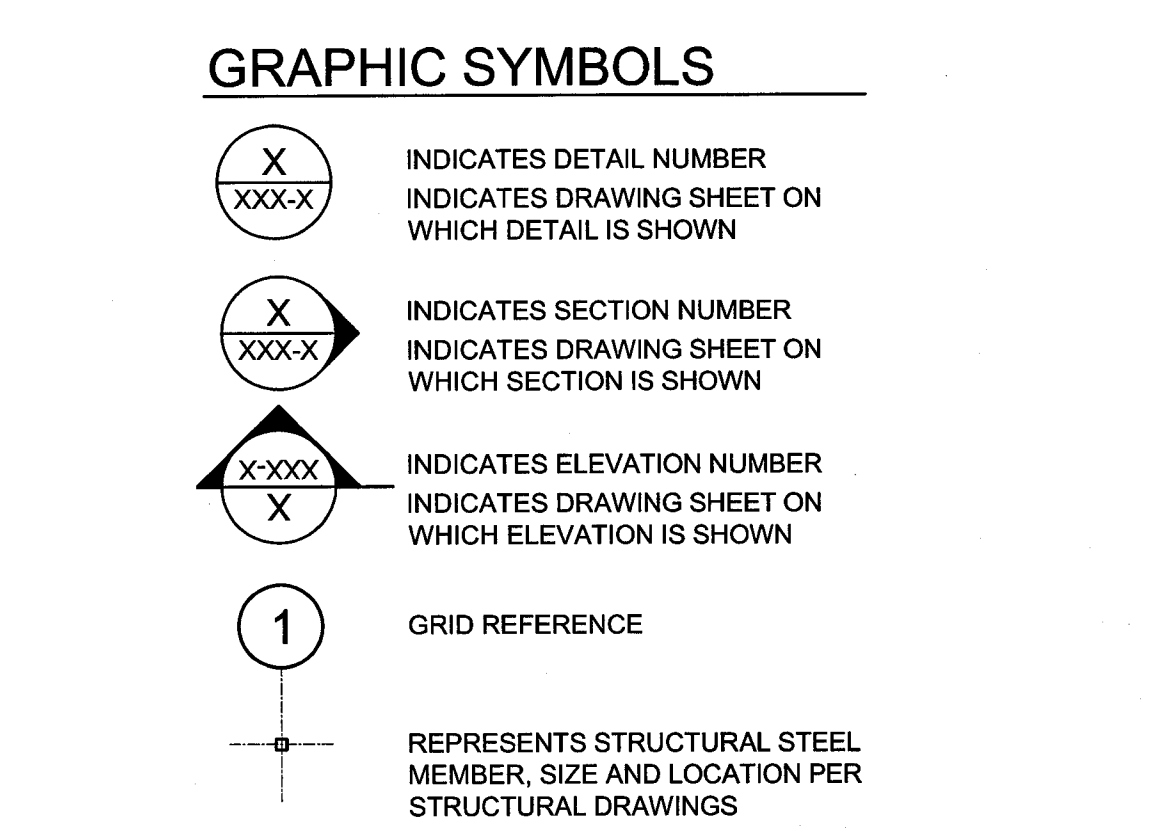 GRAPHIC SYMBOLS
X
INDICATES DETAIL NUMBER
XXX-X
INDICATES DRAWING SHEET ON
WHICH DETAIL IS SHOWN
X
INDICATES SECTION NUMBER
XXX-X
INDICATES DRAWING SHEET ON
WHICH SECTION IS SHOWN
X-XXX
INDICATES ELEVATION NUMBER
X
INDICATES DRAWING SHEET ON
WHICH ELEVATION IS SHOWN
1
GRID REFERENCE
REPRESENTS STRUCTURAL STEEL
MEMBER, SIZE AND LOCATION PER
STRUCTURAL DRAWINGS